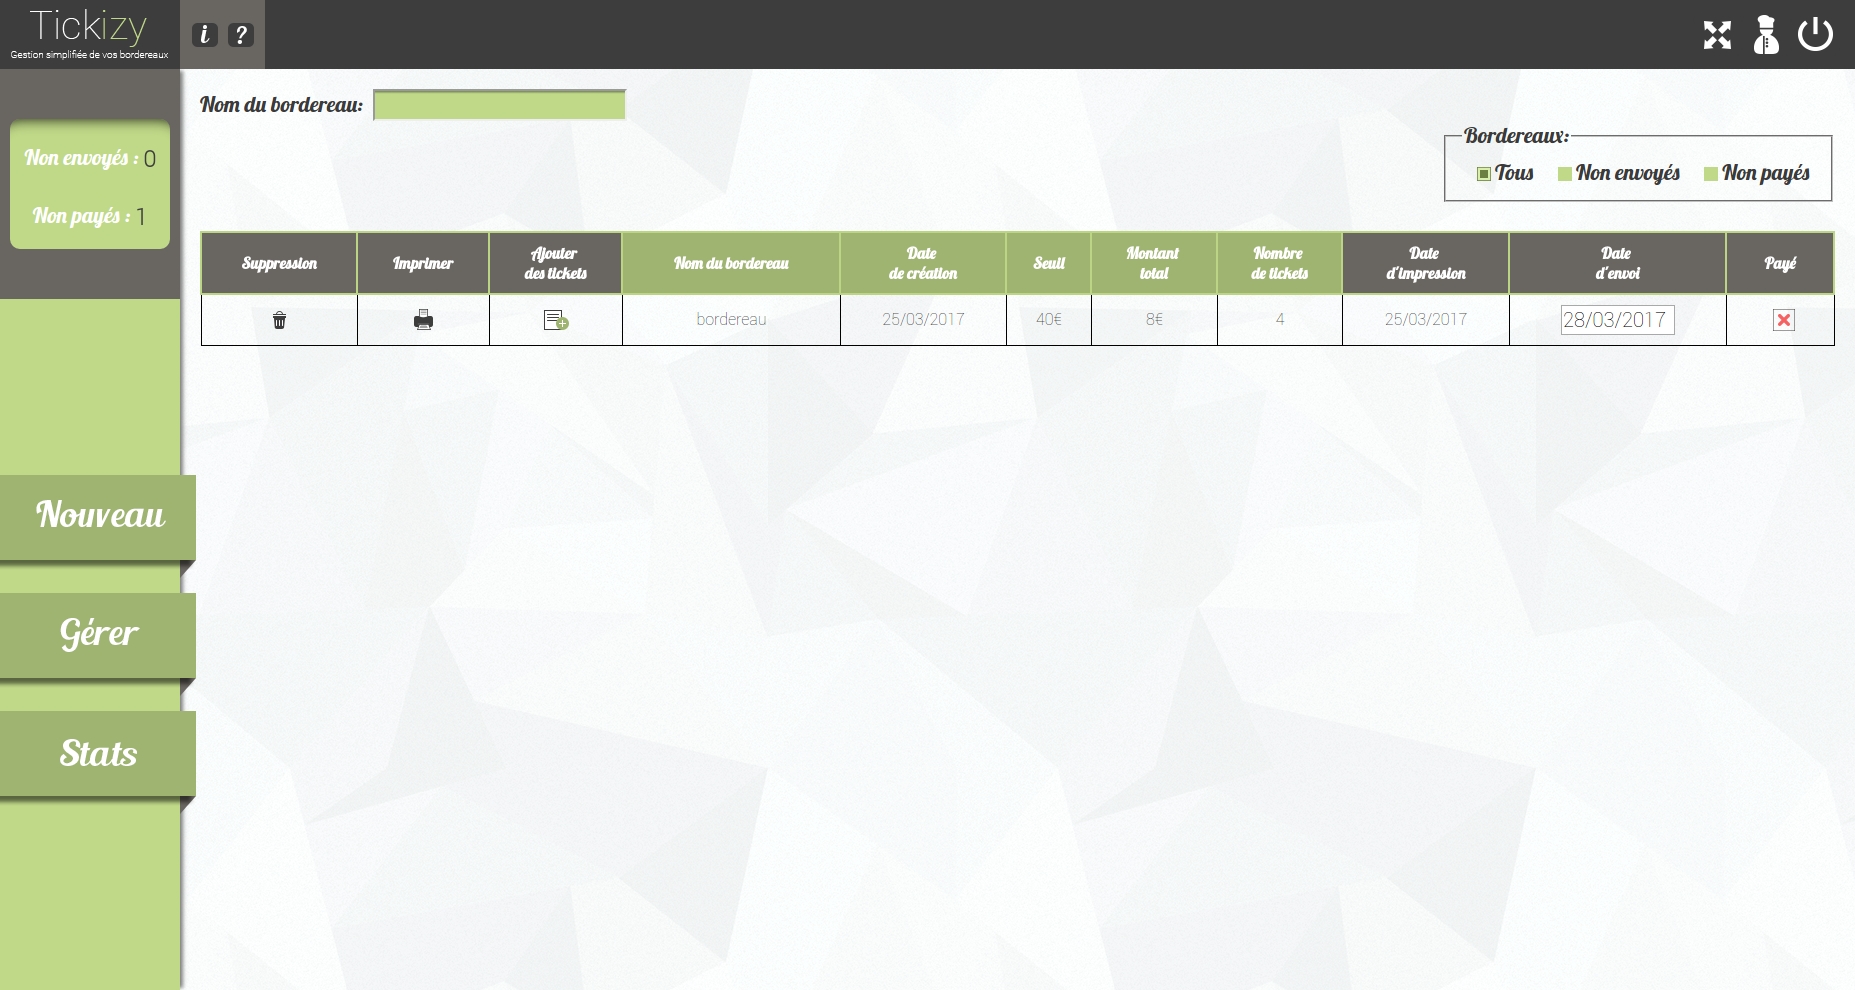 Tickizy
Gestion simplifiée de vos bordereaux
i ?
Non envoyés : 0
Non payés : 1
Nouveau
Gérer
Stats
Nom du bordereau:
Bordereaux:
Tous Non envoyés Non payés
Suppression Imprimer Ajouter des tickets Nom du bordereau Date de création Seuil Montant total Nombre de tickets Date d'impression Date d'envoi Payé
bordereau 25/03/2017 40€ 8€ 4 25/03/2017 28/03/2017